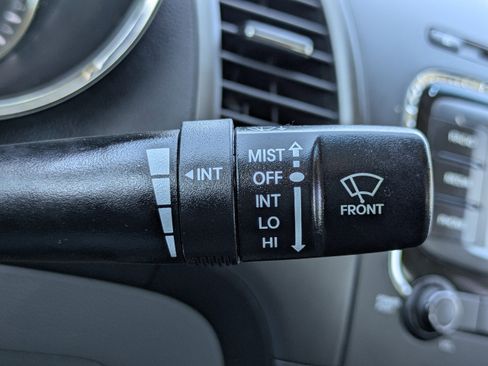 INT
MIST
OFF
INT
LO
HI
FRONT